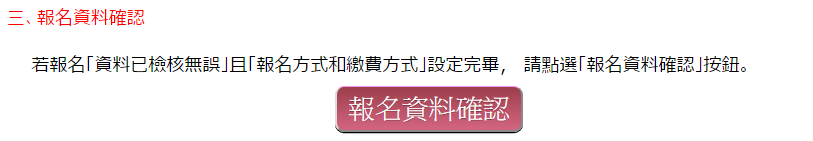 三、報名資料確認
若報名｢資料已檢核無誤｣且｢報名方式和繳費方式｣設定完畢， 請點選｢報名資料確認｣按鈕。
報名資料確認